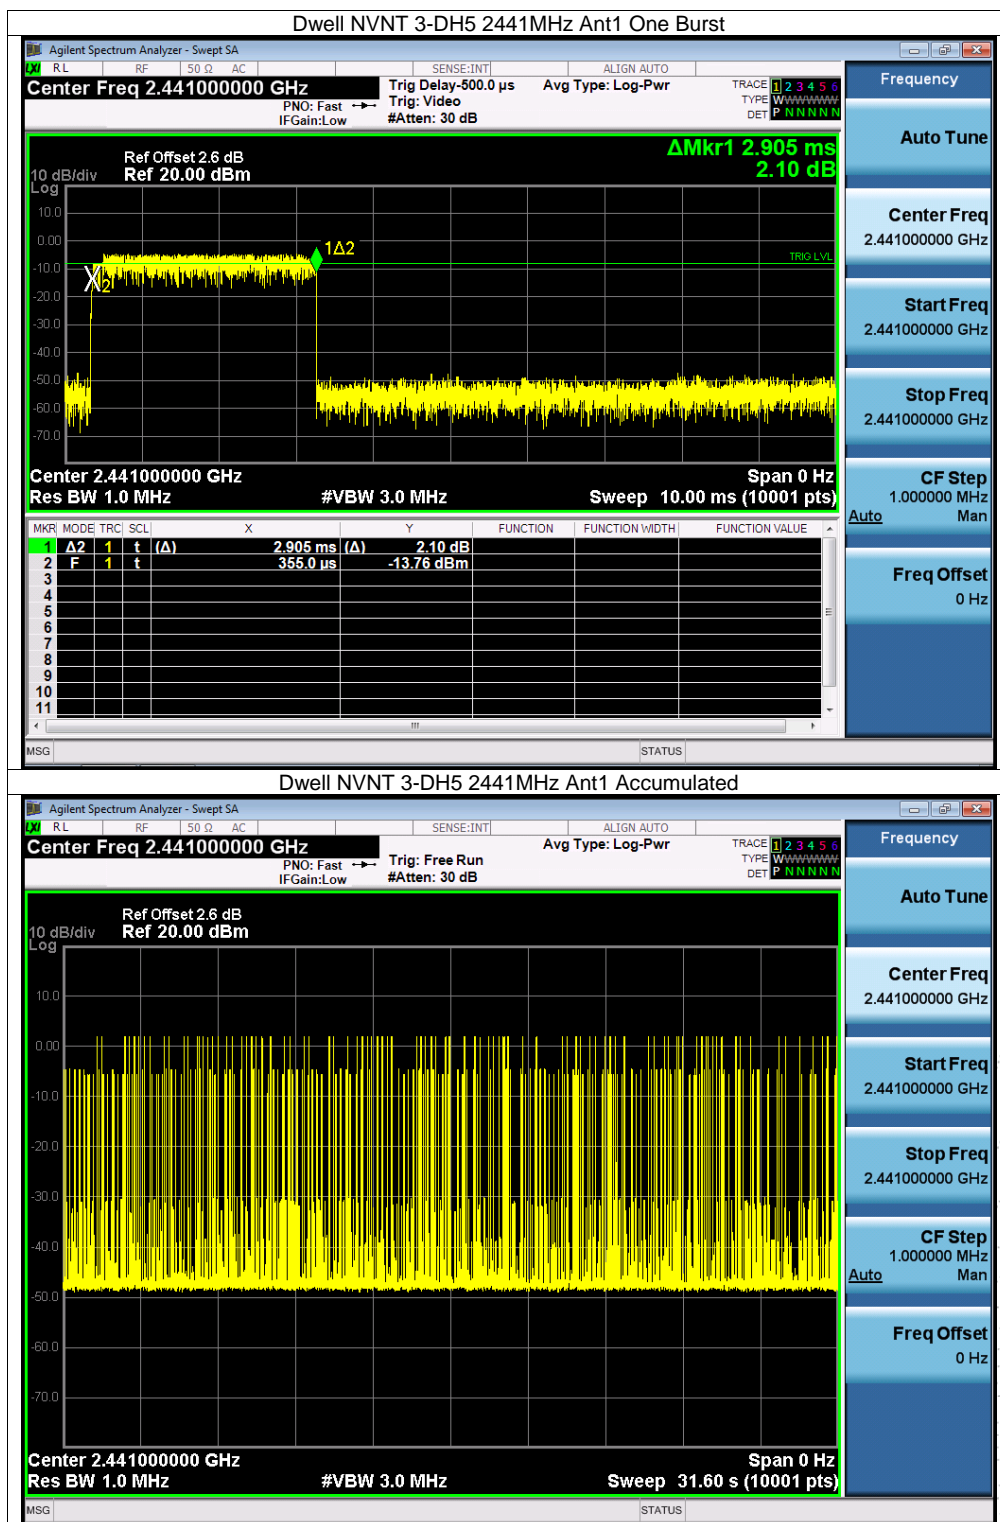 Dwell NVNT 3-DH5 2441MHz Ant1 One Burst
Agilent Spectrum Analyzer - Swept SA
LXI RL RF 50 Ω AC SENSE:INT ALIGN AUTO
Center Freq 2.441000000 GHz
PNO: Fast
IFGain:Low
Trig Delay-500.0 µs
Trig: Video
#Atten: 30 dB
Avg Type: Log-Pwr
TRACE 1 2 3 4 5 6
TYPE WWWWWWW
DET P N N N N N
Frequency
Auto Tune
Center Freq
2.441000000 GHz
Start Freq
2.441000000 GHz
Stop Freq
2.441000000 GHz
CF Step
1.000000 MHz
Auto Man
Freq Offset
0 Hz
ΔMkr1 2.905 ms
2.10 dB
Ref Offset 2.6 dB
10 dB/div Ref 20.00 dBm
Log
10.0
0.00
-10.0
-20.0
-30.0
-40.0
-50.0
-60.0
-70.0
1Δ2
2
TRIG LVL
Center 2.441000000 GHz Span 0 Hz
Res BW 1.0 MHz #VBW 3.0 MHz Sweep 10.00 ms (10001 pts)
MKR MODE TRC SCL X Y FUNCTION FUNCTION WIDTH FUNCTION VALUE
1 Δ2 1 t (Δ) 2.905 ms (Δ) 2.10 dB
2 F 1 t 355.0 µs -13.76 dBm
3
4
5
6
7
8
9
10
11
MSG STATUS
Dwell NVNT 3-DH5 2441MHz Ant1 Accumulated
Agilent Spectrum Analyzer - Swept SA
LXI RL RF 50 Ω AC SENSE:INT ALIGN AUTO
Center Freq 2.441000000 GHz
PNO: Fast
IFGain:Low
Trig: Free Run
#Atten: 30 dB
Avg Type: Log-Pwr
TRACE 1 2 3 4 5 6
TYPE WWWWWWW
DET P N N N N N
Frequency
Auto Tune
Center Freq
2.441000000 GHz
Start Freq
2.441000000 GHz
Stop Freq
2.441000000 GHz
CF Step
1.000000 MHz
Auto Man
Freq Offset
0 Hz
Ref Offset 2.6 dB
10 dB/div Ref 20.00 dBm
Log
10.0
0.00
-10.0
-20.0
-30.0
-40.0
-50.0
-60.0
-70.0
Center 2.441000000 GHz Span 0 Hz
Res BW 1.0 MHz #VBW 3.0 MHz Sweep 31.60 s (10001 pts)
MSG STATUS